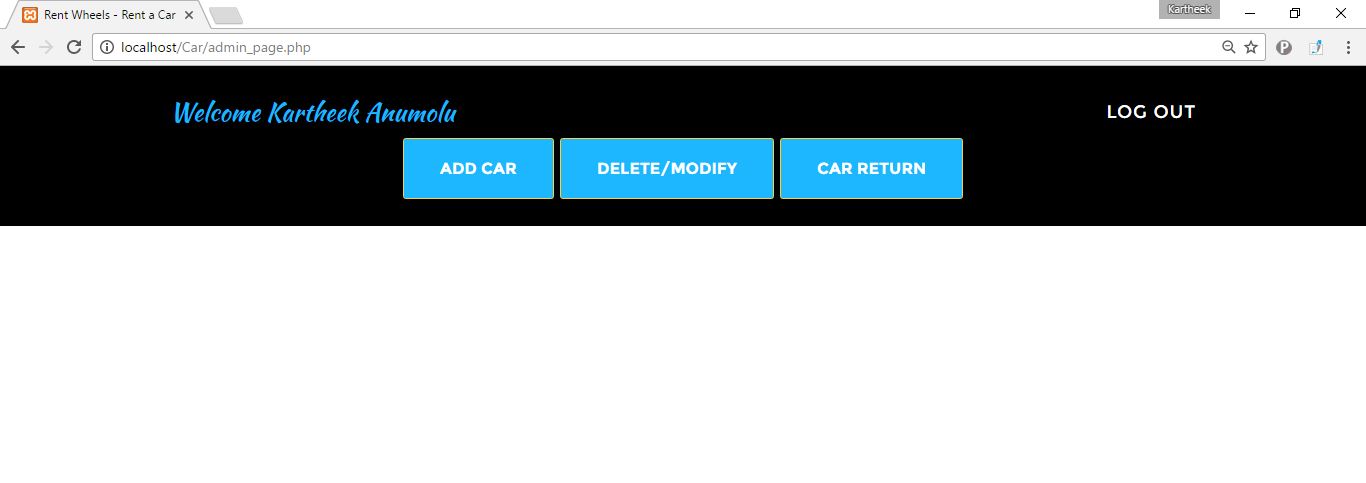 Rent Wheels - Rent a Car
Kartheek
localhost/Car/admin_page.php
Welcome Kartheek Anumolu
LOG OUT
ADD CAR
DELETE/MODIFY
CAR RETURN